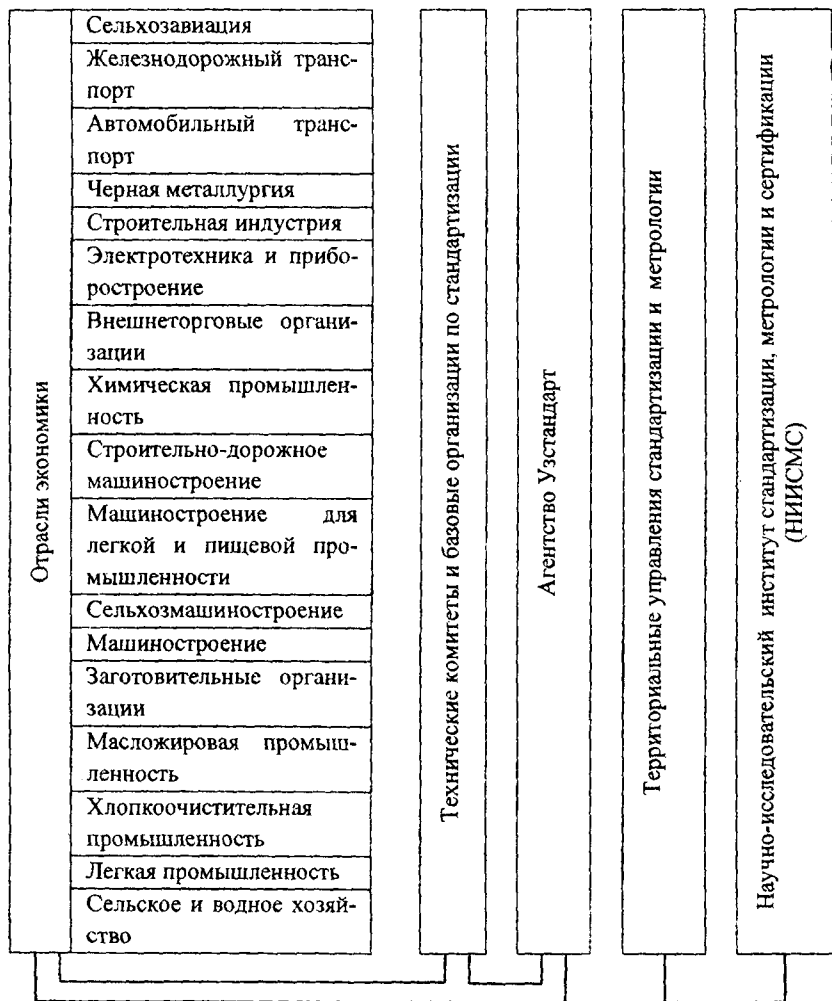 Отрасли экономики
Сельхозавиация
Железнодорожный транс-
порт
Автомобильный транс-
порт
Черная металлургия
Строительная индустрия
Электротехника и прибо-
ростроение
Внешнеторговые органи-
зации
Химическая промышлен-
ность
Строительно-дорожное
машиностроение
Машиностроение для
легкой и пищевой про-
мышленности
Сельхозмашиностроение
Машиностроение
Заготовительные органи-
зации
Масложировая промыш-
ленность
Хлопкоочистительная
промышленность
Легкая промышленность
Сельское и водное хозяй-
ство
Технические комитеты и базовые организации по стандартизации
Агентство Узстандарт
Территориальные управления стандартизации и метрологии
Научно-исследовательский институт стандартизации, метрологии и сертификации
(НИИСМС)